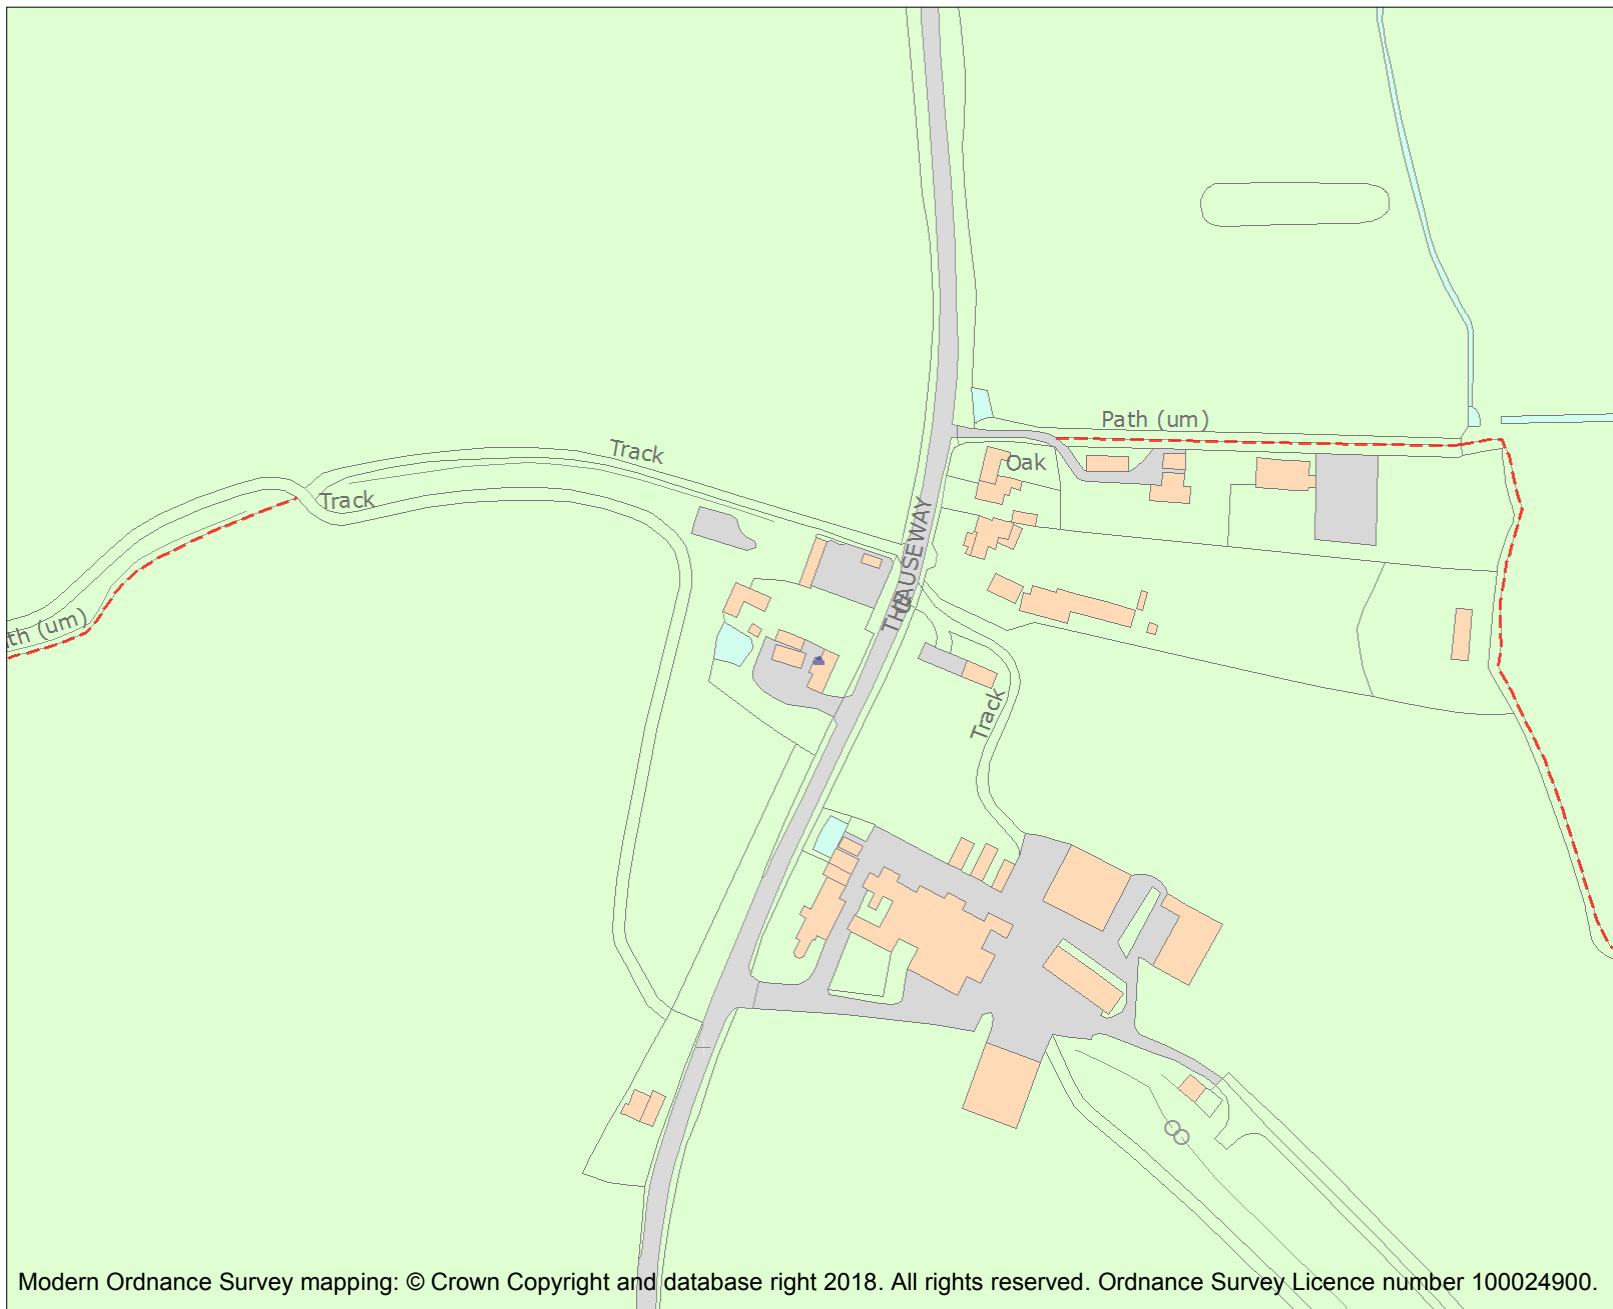 Path (um)
Track
Oak
Track
THE CAUSEWAY
th (um)
Track
Modern Ordnance Survey mapping: © Crown Copyright and database right 2018. All rights reserved. Ordnance Survey Licence number 100024900.